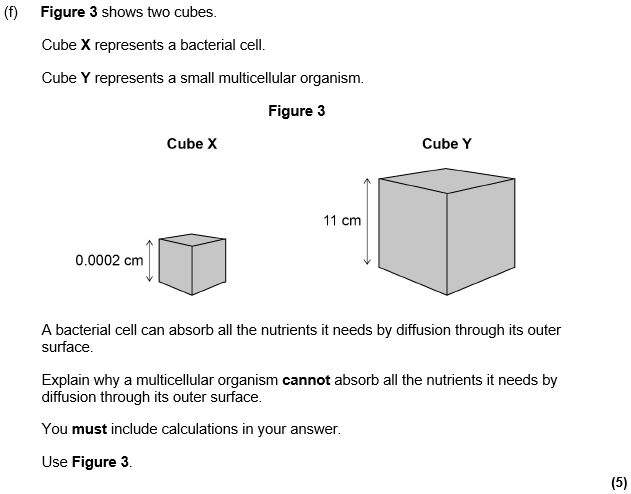 (f) Figure 3 shows two cubes.
Cube X represents a bacterial cell.
Cube Y represents a small multicellular organism.
Figure 3
Cube X
Cube Y
11 cm
0.0002 cm
A bacterial cell can absorb all the nutrients it needs by diffusion through its outer
surface.
Explain why a multicellular organism cannot absorb all the nutrients it needs by
diffusion through its outer surface.
You must include calculations in your answer.
Use Figure 3.
(5)